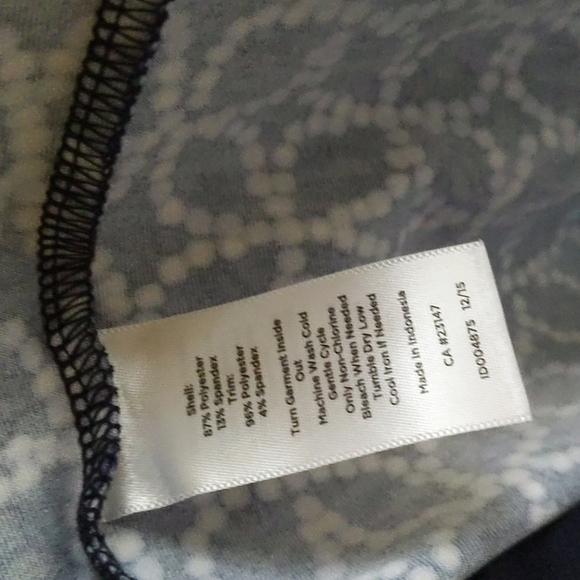 Shell:
87% Polyester
13% Spandex
Trim:
96% Polyester
4% Spandex
Turn Garment Inside
Out
Machine Wash Cold
Gentle Cycle
Only Non-Chlorine
Bleach When Needed
Tumble Dry Low
Cool Iron If Needed
Made in Indonesia
CA #23147
ID004875 12/15